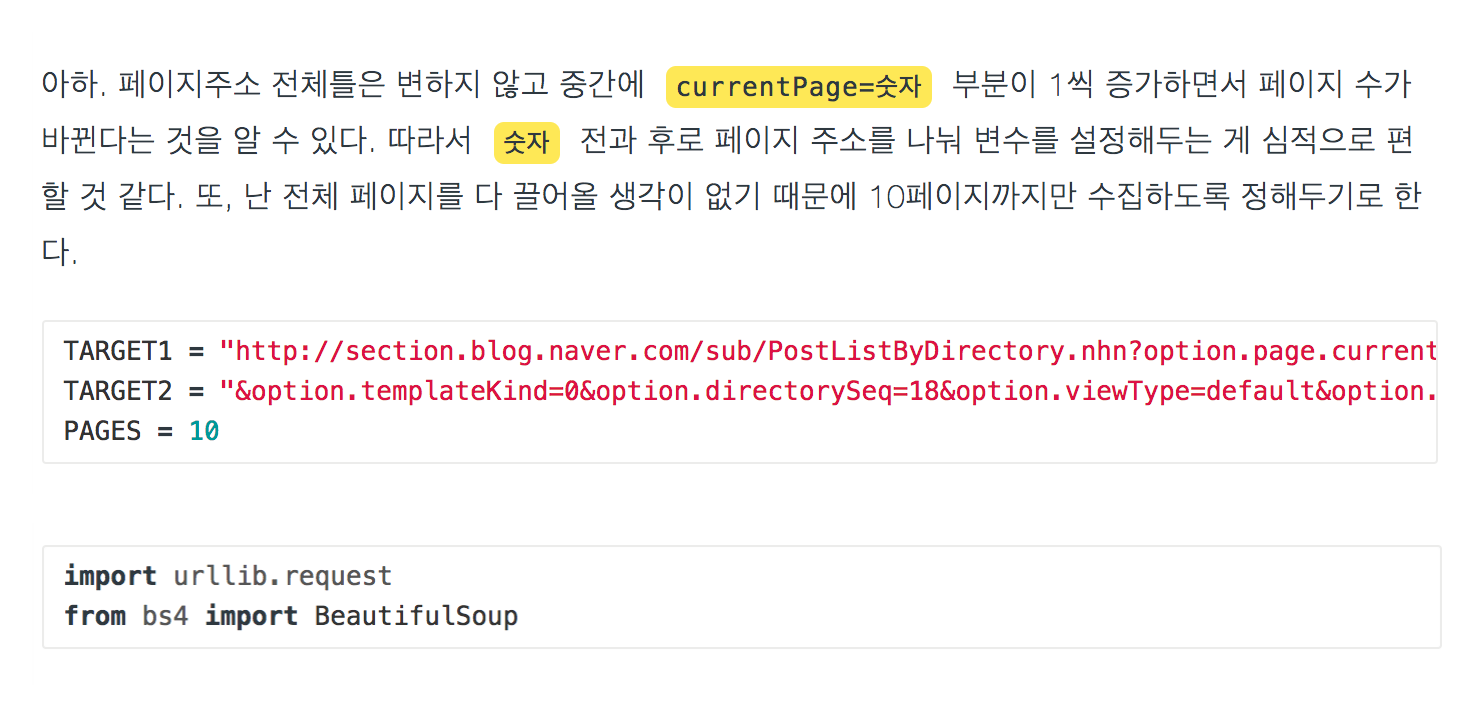 아하. 페이지주소 전체틀은 변하지 않고 중간에 currentPage=숫자 부분이 1씩 증가하면서 페이지 수가
바뀐다는 것을 알 수 있다. 따라서 숫자 전과 후로 페이지 주소를 나눠 변수를 설정해두는 게 심적으로 편
할 것 같다. 또, 난 전체 페이지를 다 끌어올 생각이 없기 때문에 10페이지까지만 수집하도록 정해두기로 한
다.
TARGET1 = "http://section.blog.naver.com/sub/PostListByDirectory.nhn?option.page.current
TARGET2 = "&option.templateKind=0&option.directorySeq=18&option.viewType=default&option.
PAGES = 10
import urllib.request
from bs4 import BeautifulSoup